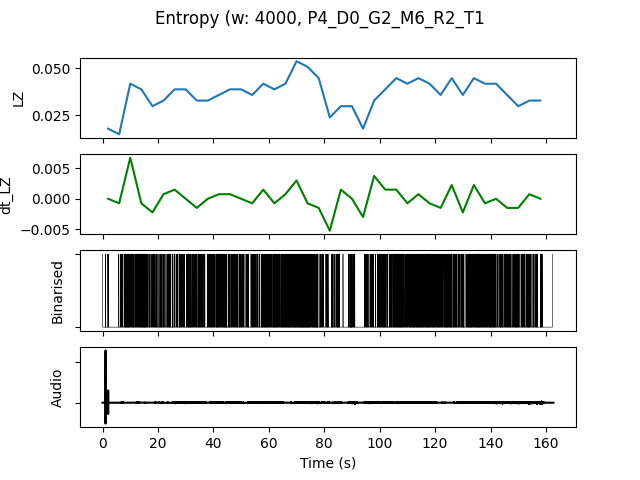 Entropy (w: 4000, P4_D0_G2_M6_R2_T1
LZ
0.050
0.025
dt_LZ
0.005
0.000
−0.005
Binarised
Audio
0 20 40 60 80 100 120 140 160
Time (s)